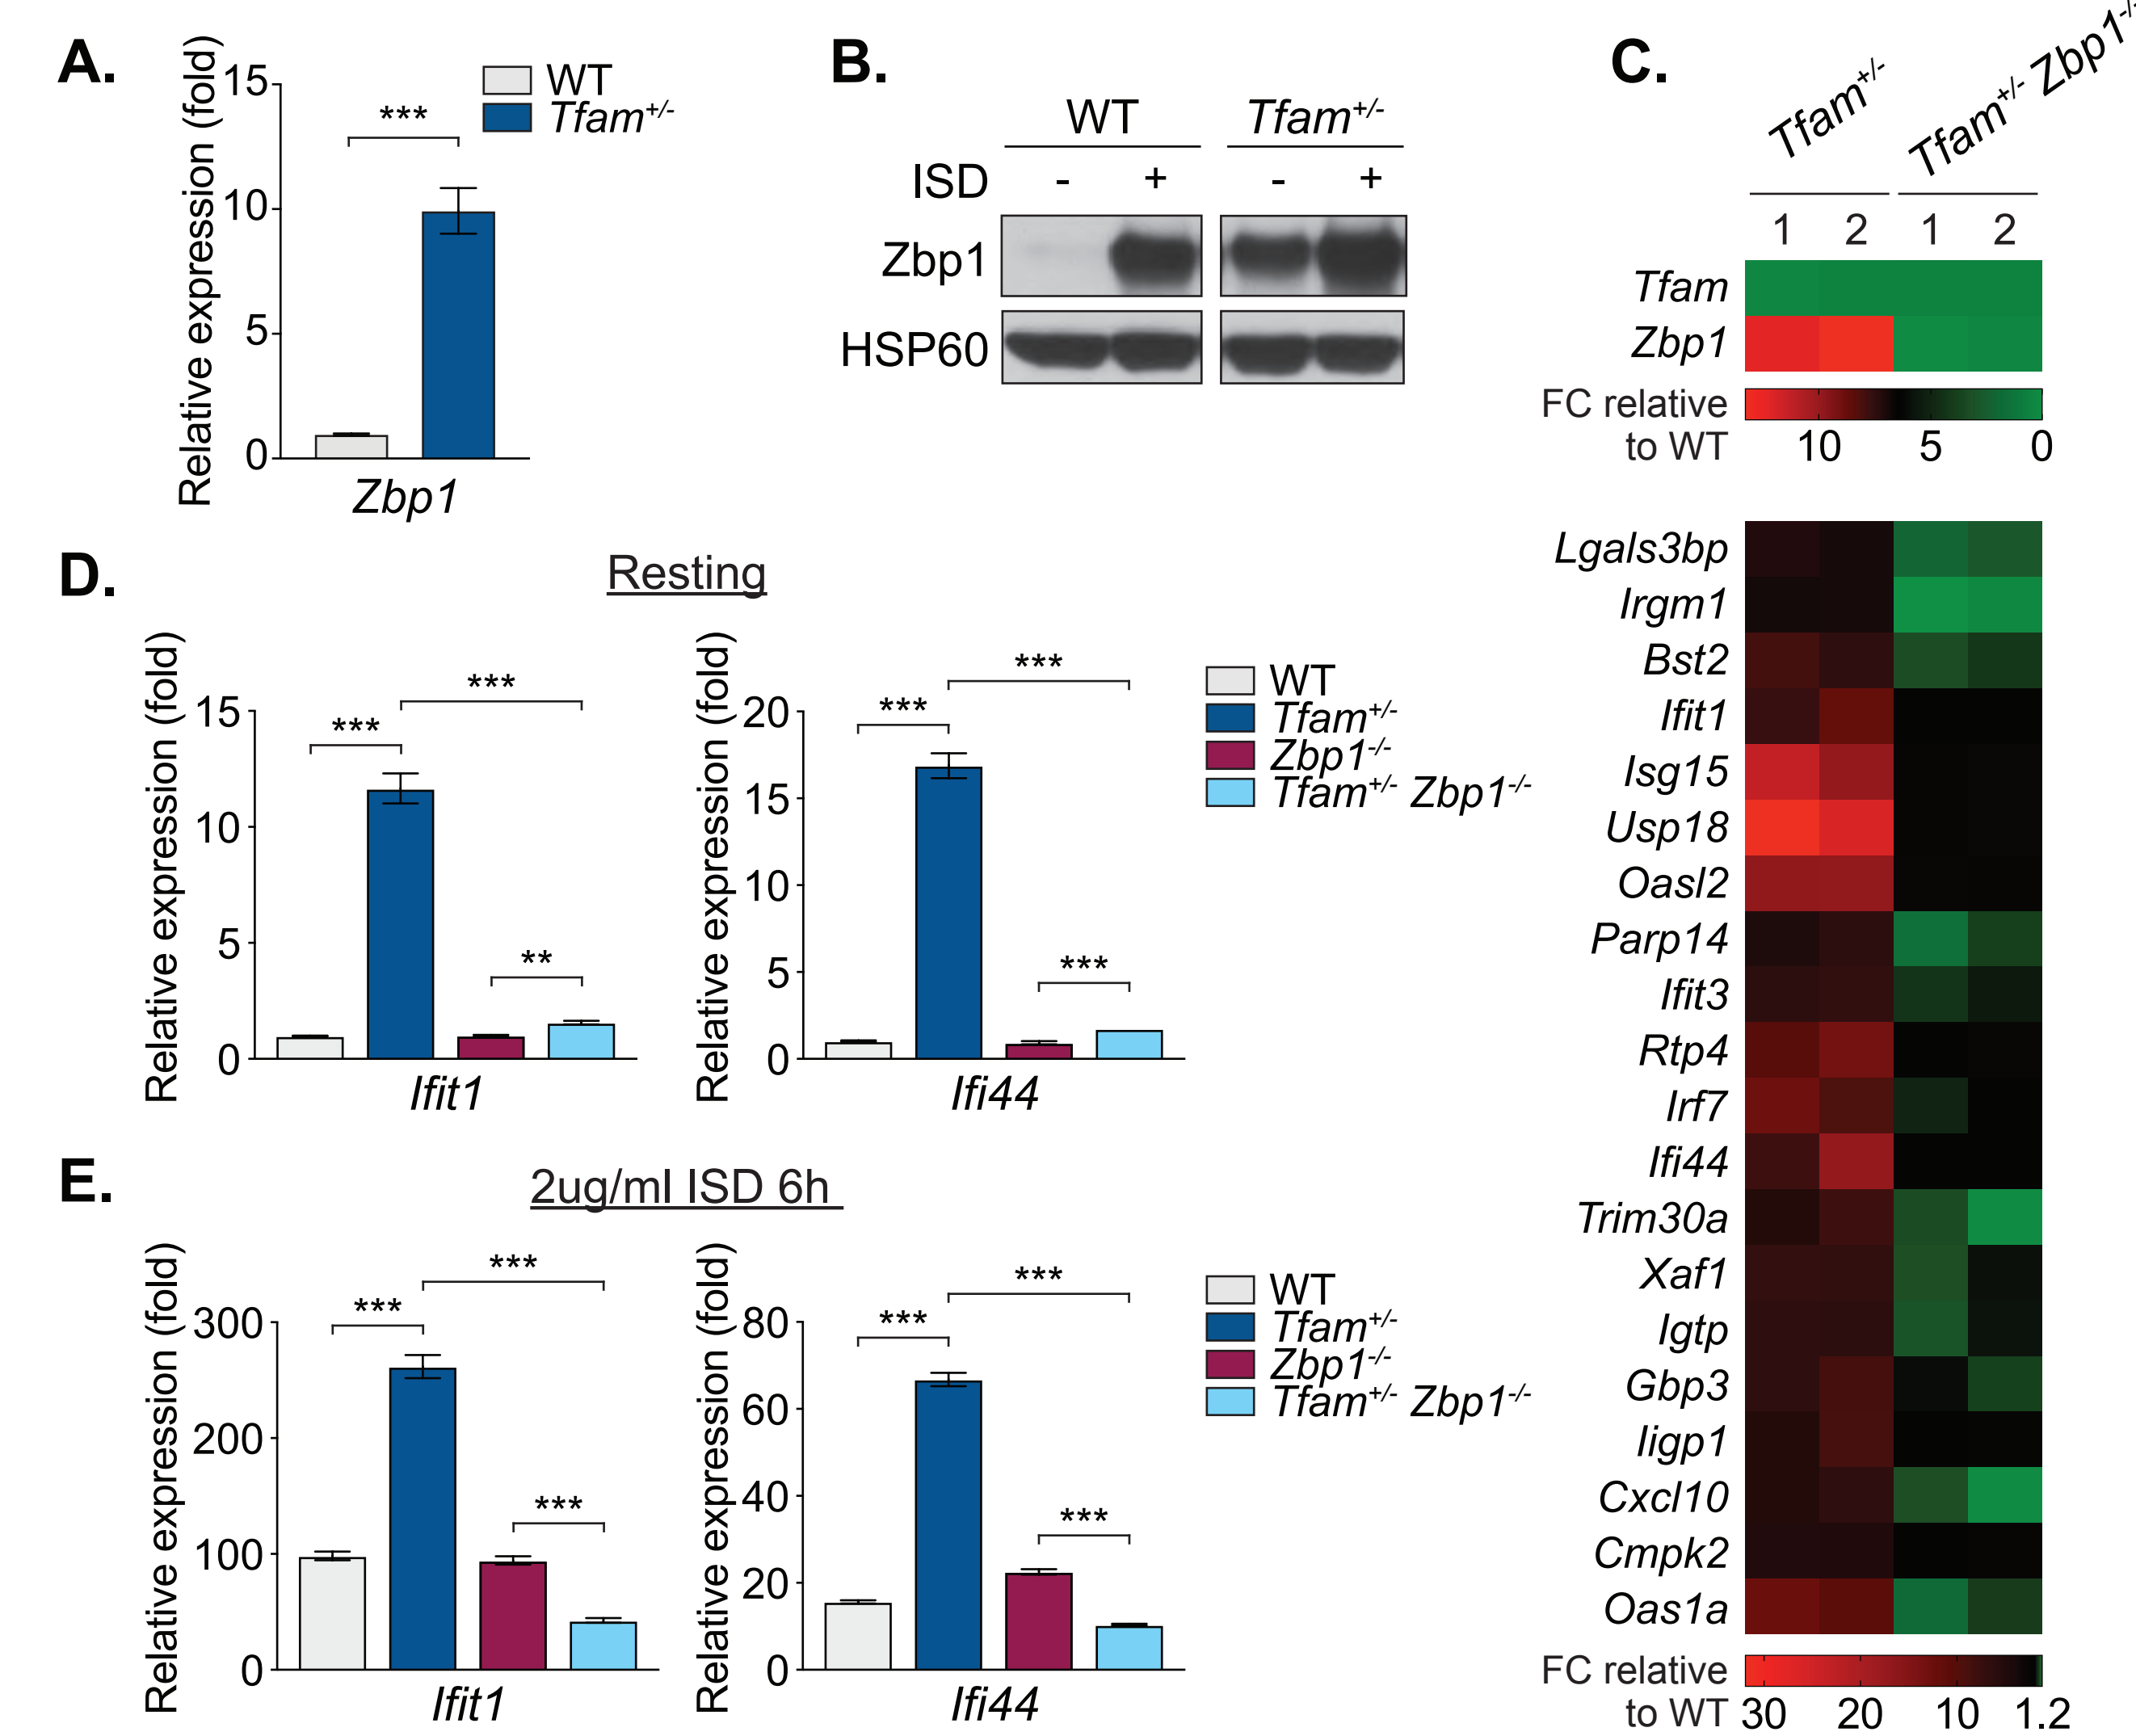 A.
Relative expression (fold)
15
10
5
0
***
WT
Tfam+/-
Zbp1
B.
WT
Tfam+/-
ISD - + - +
Zbp1
HSP60
C.
Tfam+/-
Tfam+/- Zbp1-/-
1 2 1 2
Tfam
Zbp1
FC relative
to WT
10 5 0
Lgals3bp
Irgm1
Bst2
Ifit1
Isg15
Usp18
Oasl2
Parp14
Ifit3
Rtp4
Irf7
Ifi44
Trim30a
Xaf1
Igtp
Gbp3
Iigp1
Cxcl10
Cmpk2
Oas1a
FC relative
to WT
30 20 10 1.2
D.
Resting
Relative expression (fold)
15
10
5
0
***
***
**
Ifit1
Relative expression (fold)
20
15
10
5
0
***
***
***
Ifi44
WT
Tfam+/-
Zbp1-/-
Tfam+/- Zbp1-/-
E.
2ug/ml ISD 6h
Relative expression (fold)
300
200
100
0
***
***
***
Ifit1
Relative expression (fold)
80
60
40
20
0
***
***
***
Ifi44
WT
Tfam+/-
Zbp1-/-
Tfam+/- Zbp1-/-